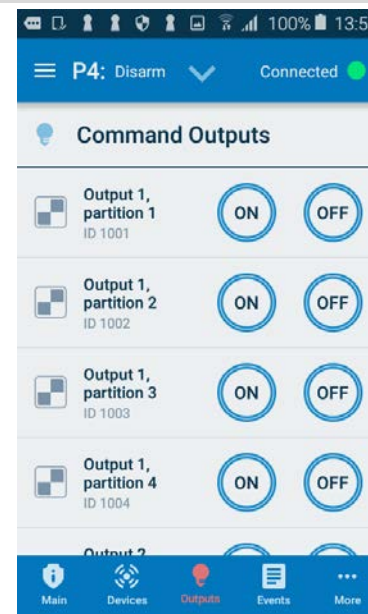 100% 13:5
P4: Disarm Connected
Command Outputs
Output 1,
partition 1
ID 1001
ON OFF
Output 1,
partition 2
ID 1002
ON OFF
Output 1,
partition 3
ID 1003
ON OFF
Output 1,
partition 4
ID 1004
ON OFF
Output 2
Main Devices Outputs Events More